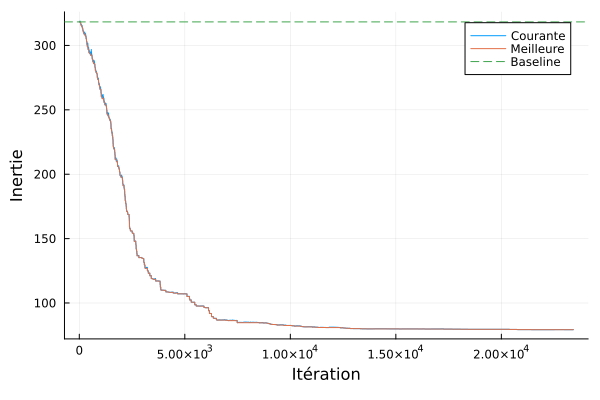 Courante
Meilleure
Baseline
300
250
200
150
100
Inertie
0
5.00×10³
1.00×10⁴
1.50×10⁴
2.00×10⁴
Itération